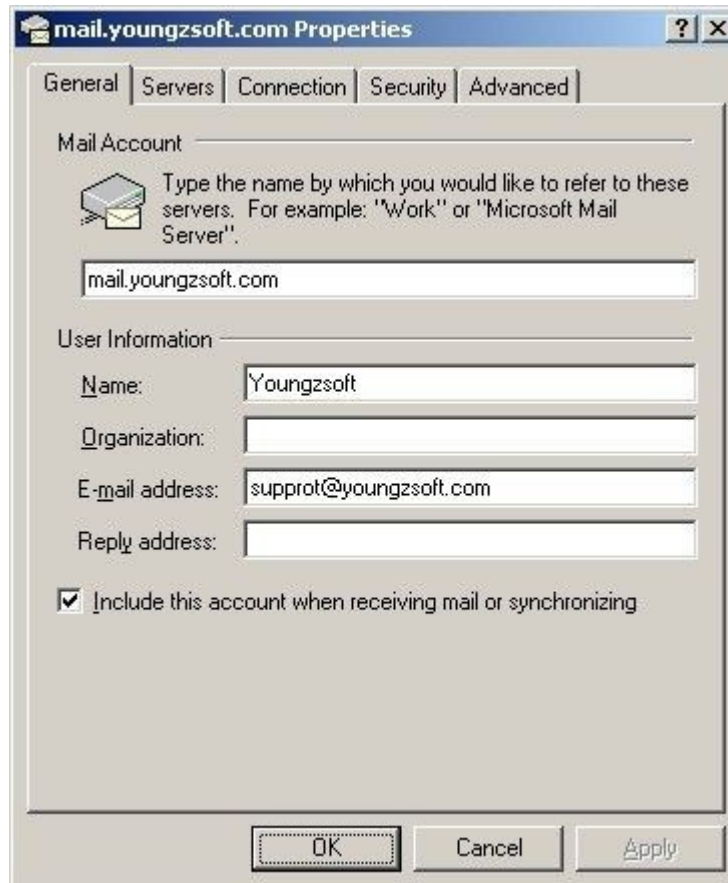 mail.youngzsoft.com Properties
General Servers Connection Security Advanced
Mail Account
Type the name by which you would like to refer to these
servers. For example: "Work" or "Microsoft Mail
Server".
mail.youngzsoft.com
User Information
Name: Youngzsoft
Organization:
E-mail address: supprot@youngzsoft.com
Reply address:
Include this account when receiving mail or synchronizing
OK Cancel Apply